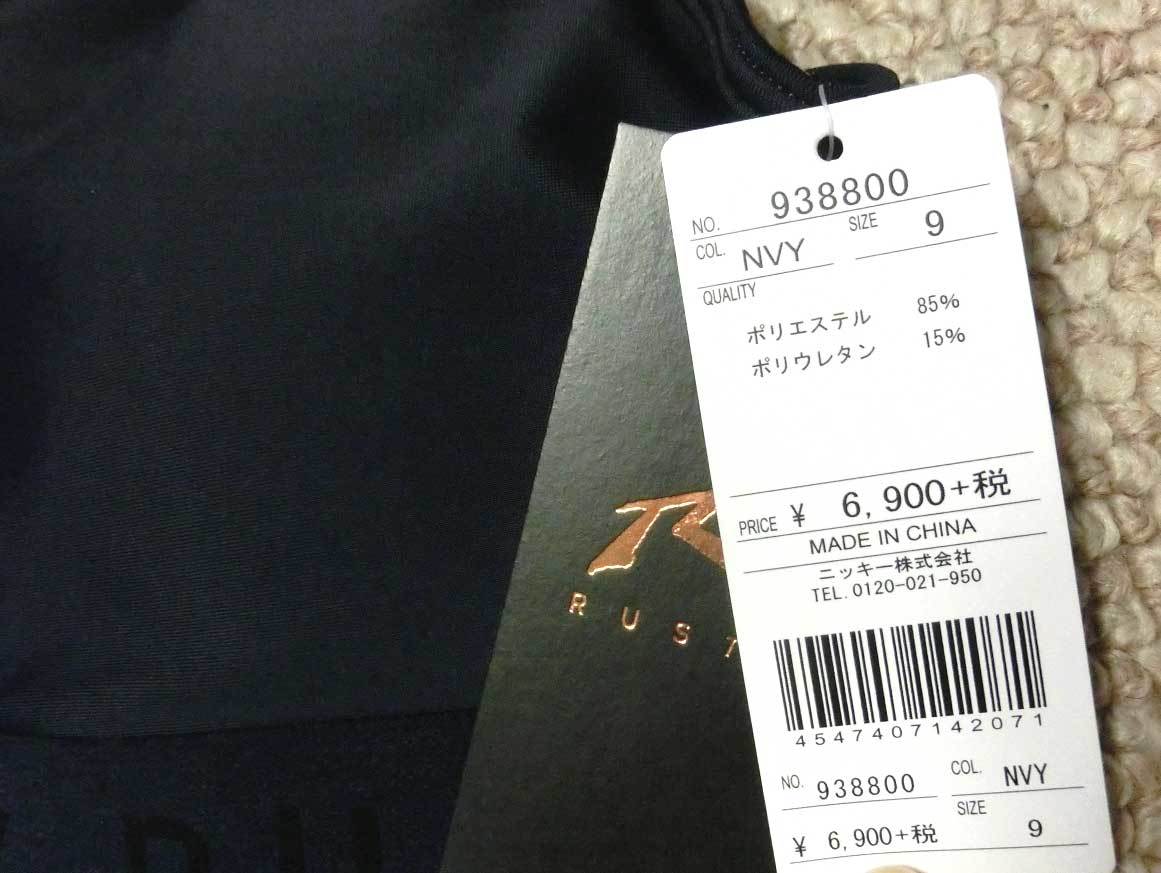 NO. 938800
COL. NVY SIZE 9
QUALITY
ポリエステル 85%
ポリウレタン 15%
PRICE ¥ 6,900+税
MADE IN CHINA
ニッキー株式会社
TEL.0120-021-950
4547407142071
NO. 938800 COL. NVY
¥ 6,900+税 SIZE 9
R
RUST